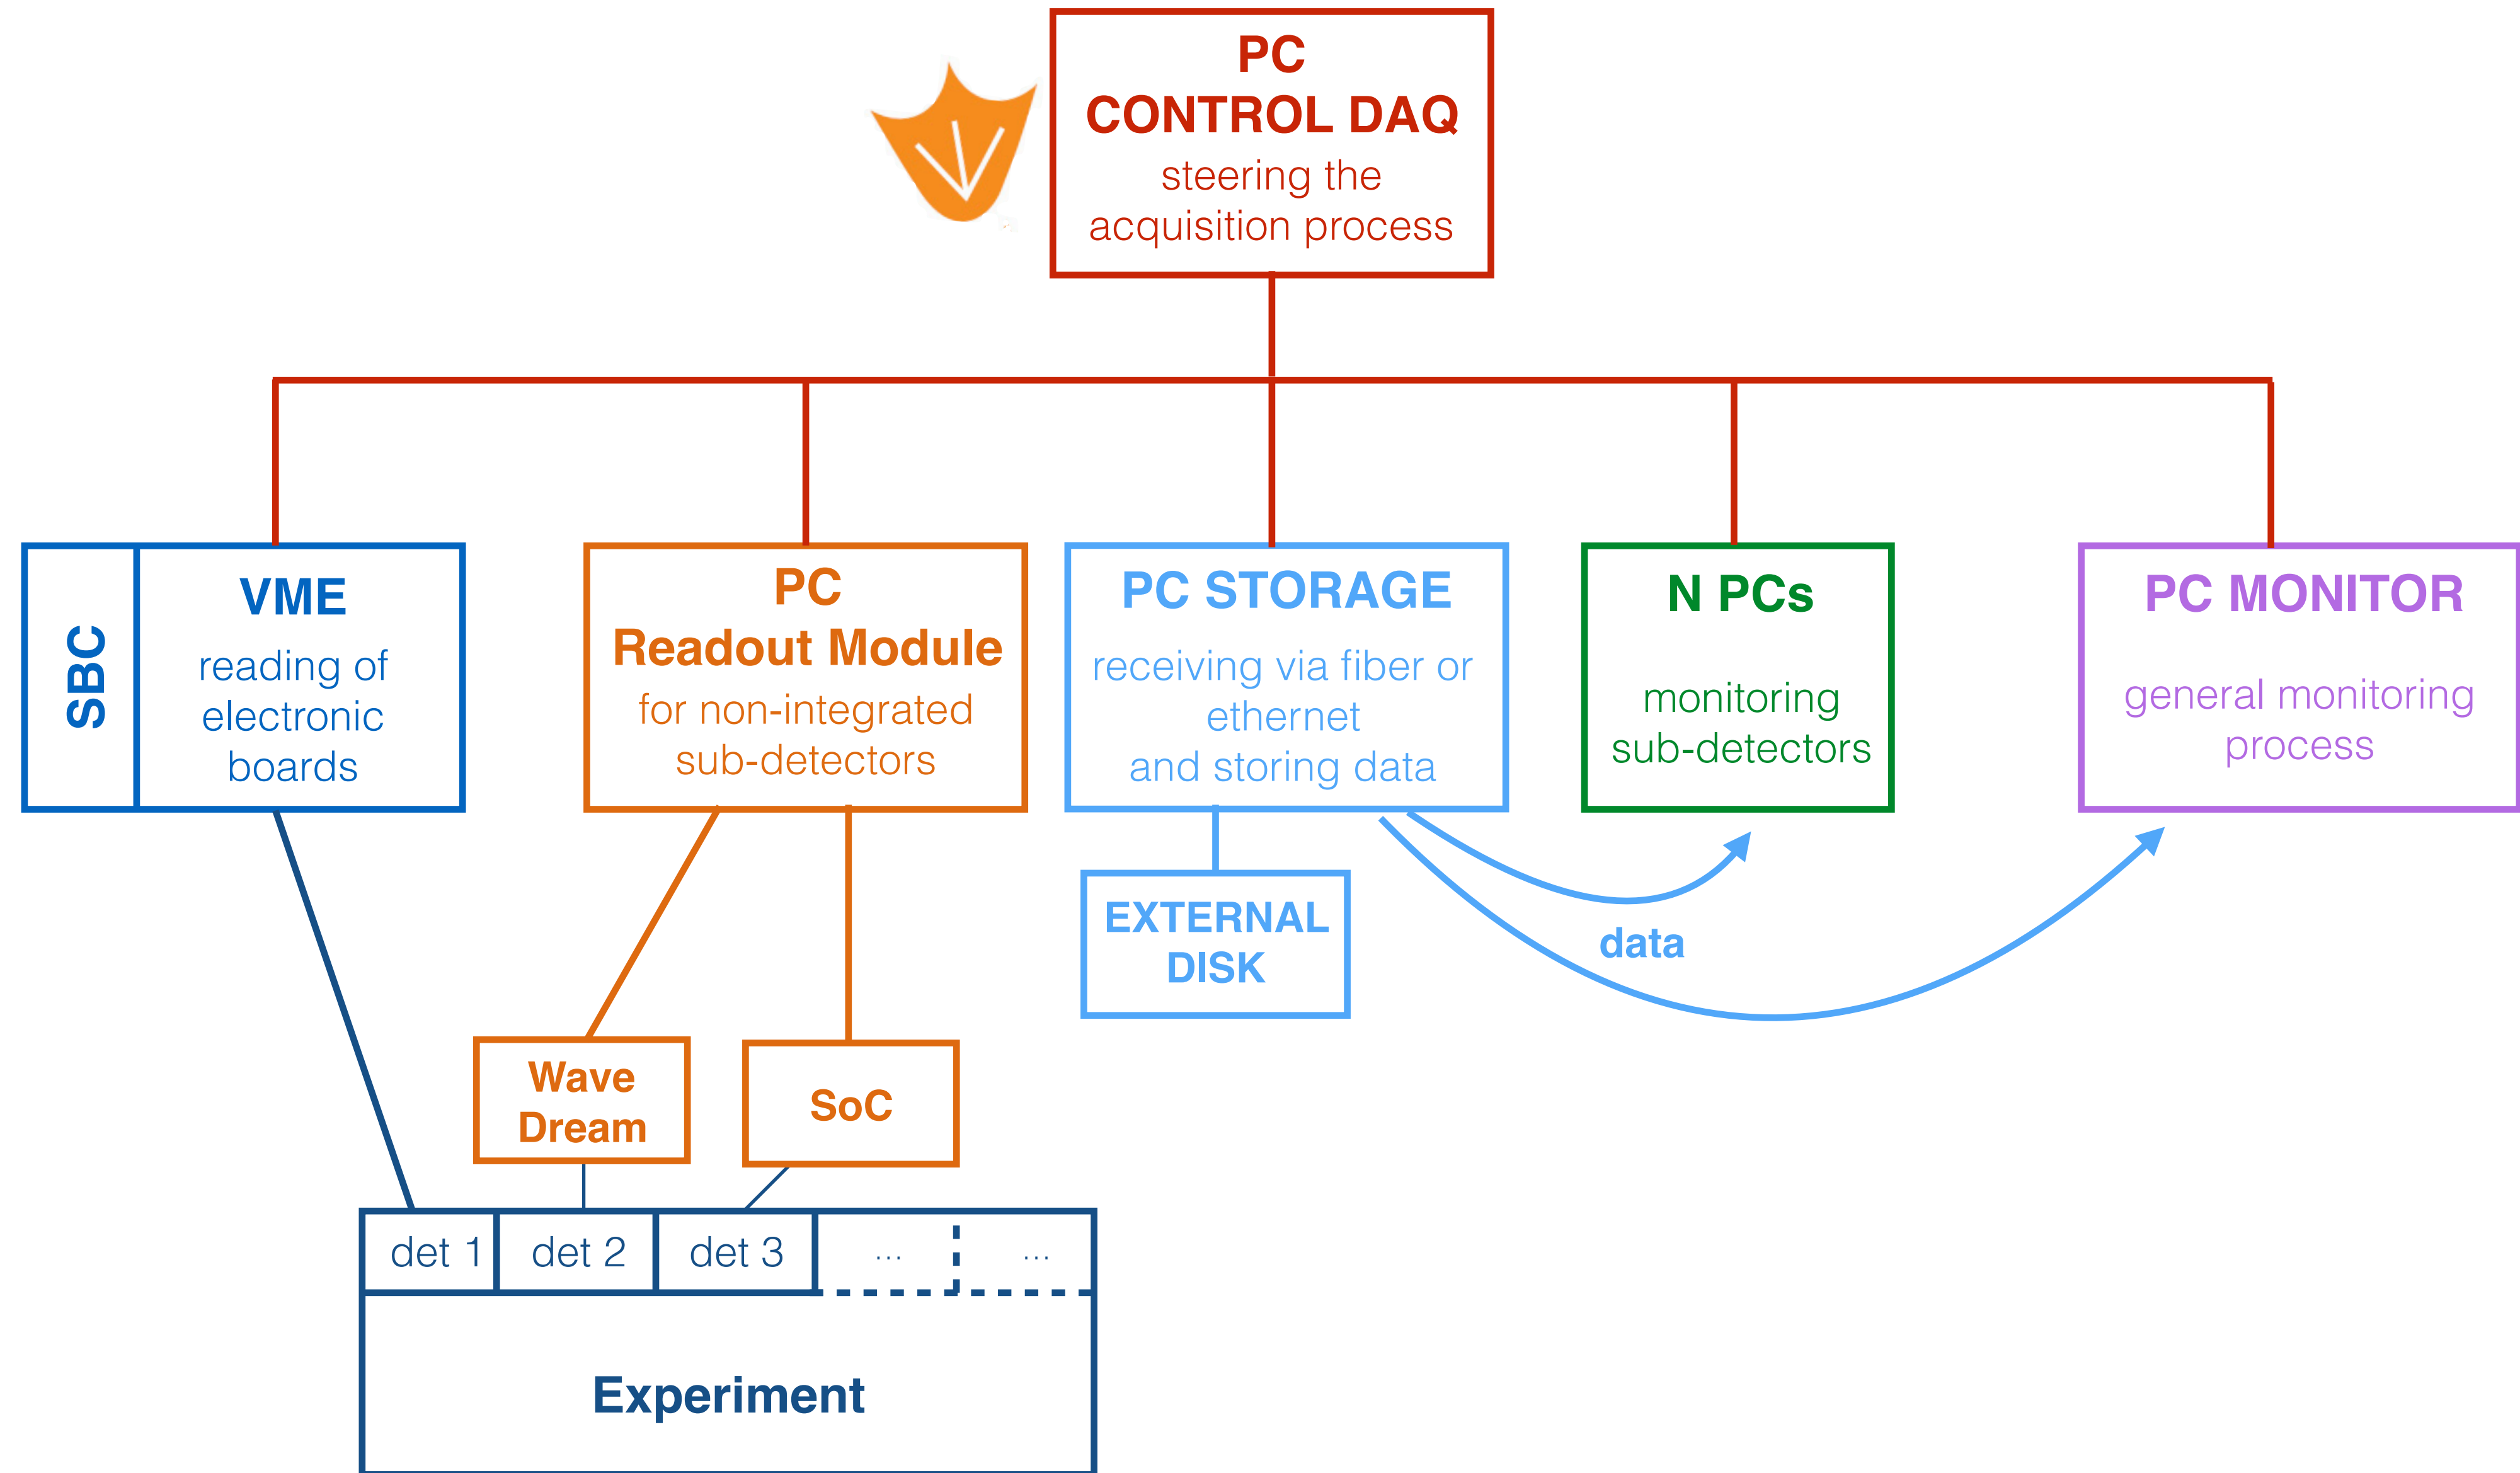 PC
CONTROL DAQ
steering the
acquisition process
SBC
VME
reading of
electronic
boards
PC
Readout Module
for non-integrated
sub-detectors
PC STORAGE
receiving via fiber or
ethernet
and storing data
N PCs
monitoring
sub-detectors
PC MONITOR
general monitoring
process
EXTERNAL
DISK
data
Wave
Dream
SoC
det 1
det 2
det 3
...
...
Experiment